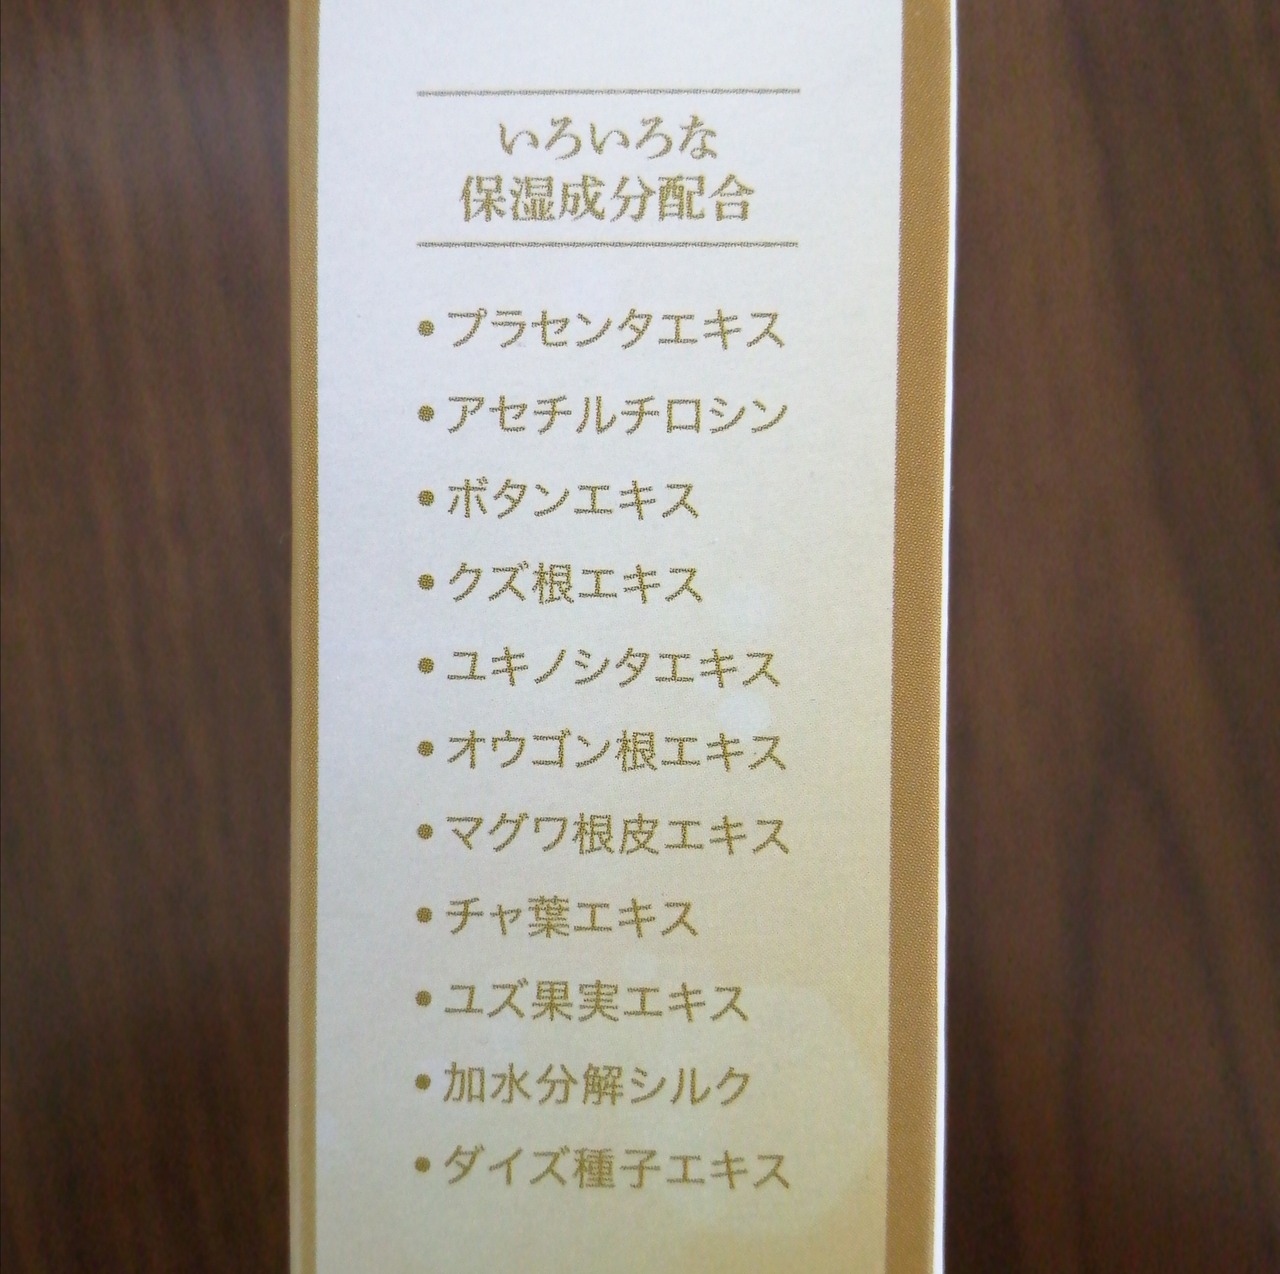 いろいろな
保湿成分配合
●プラセンタエキス
●アセチルチロシン
●ボタンエキス
●クズ根エキス
●ユキノシタエキス
●オウゴン根エキス
●マグワ根皮エキス
●チャ葉エキス
●ユズ果実エキス
●加水分解シルク
●ダイズ種子エキス